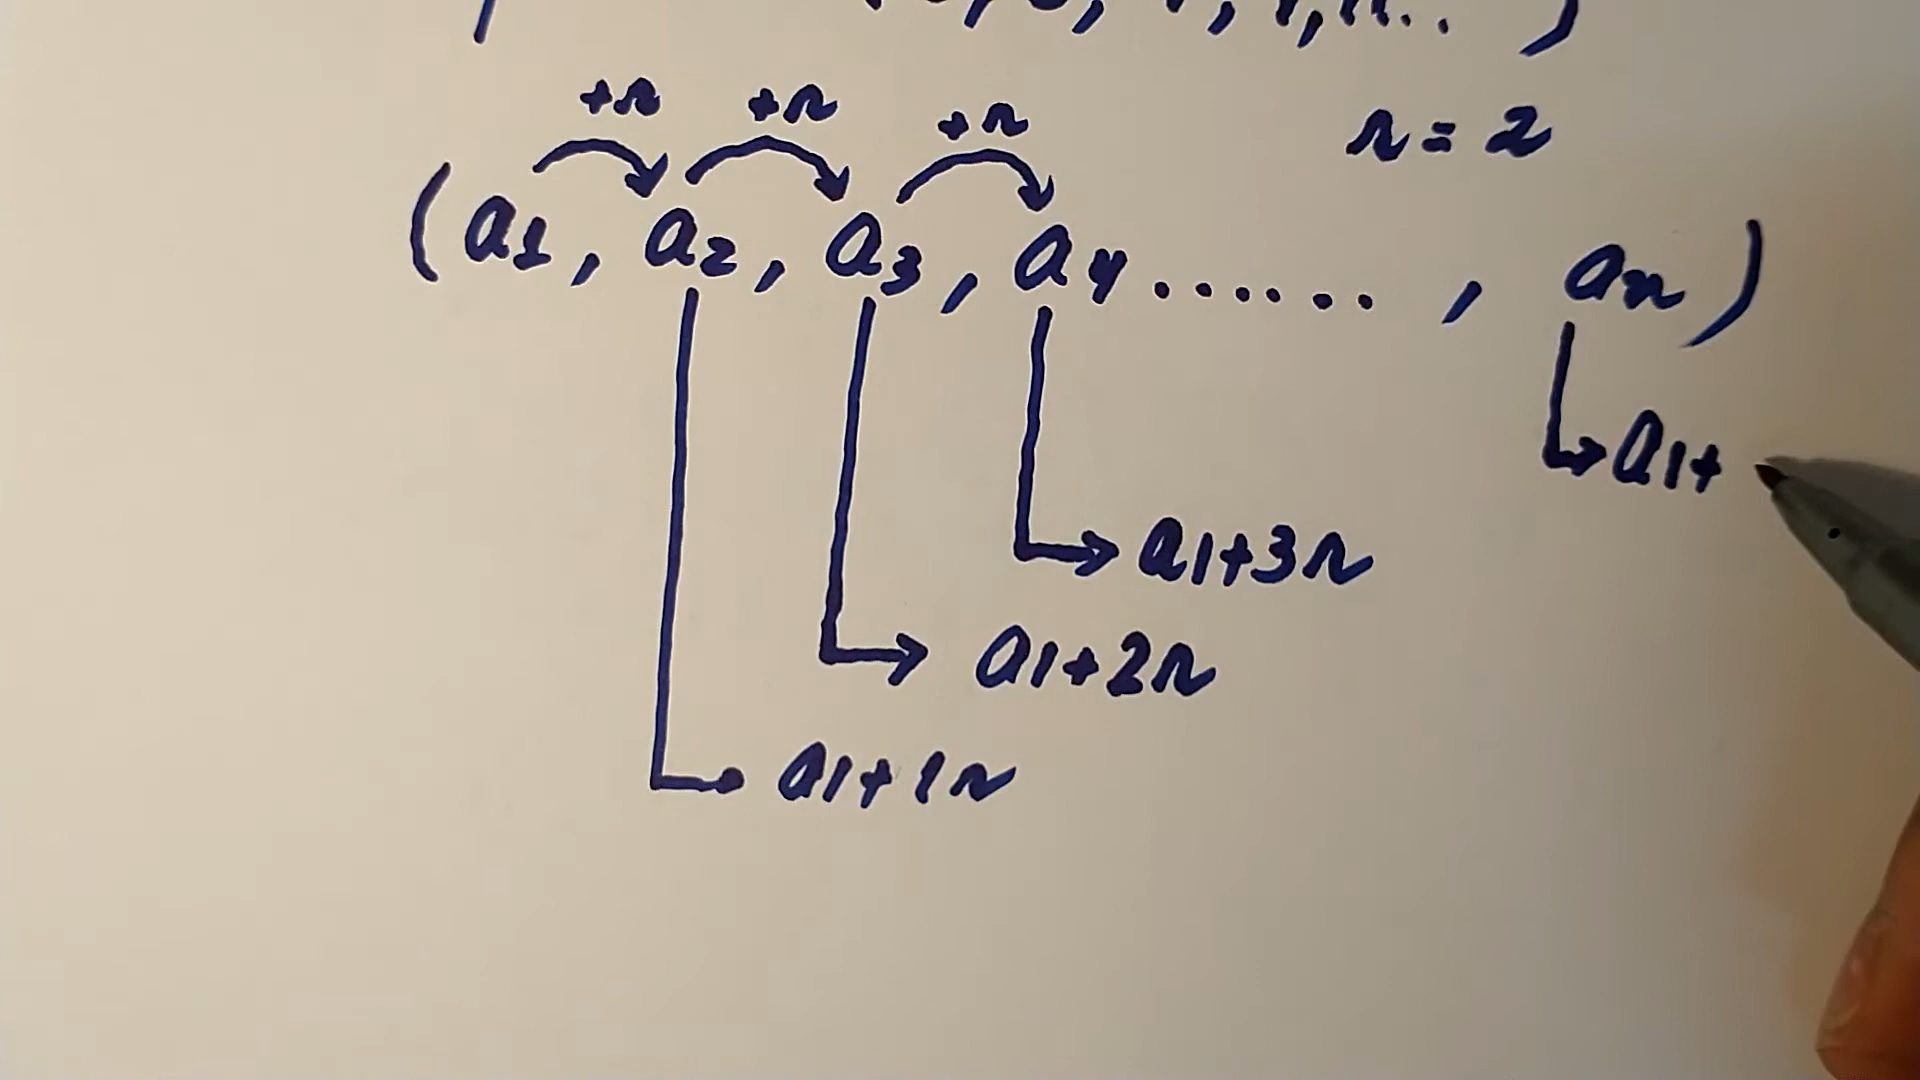 +r +r +r
r = 2
(a1, a2, a3, a4......, an)
a1+
a1+3r
a1+2r
a1+1r